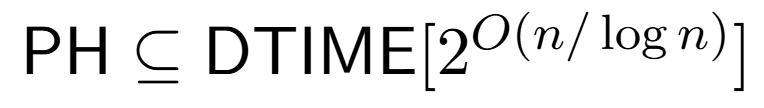 PH ⊆ DTIME[2^{O(n/ log n)}]